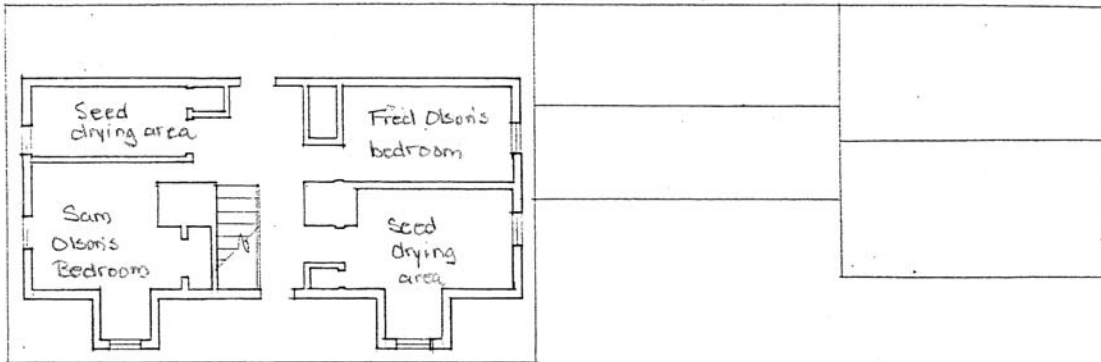 Seed
drying area
Fred Olson's
bedroom
Sam
Olson's
Bedroom
Seed
drying
area